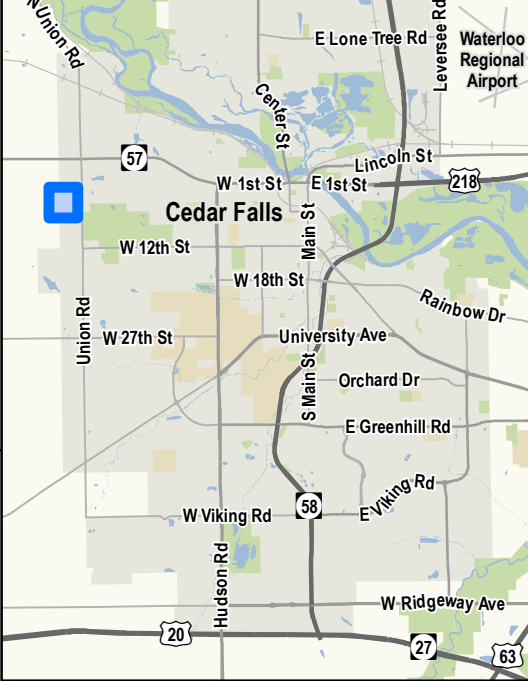 N Union Rd
E Lone Tree Rd
Leversee Rd
Waterloo
Regional
Airport
Center St
57
Lincoln St
W 1st St
E 1st St
218
Cedar Falls
Main St
W 12th St
W 18th St
Rainbow Dr
Union Rd
W 27th St
University Ave
S Main St
Orchard Dr
E Greenhill Rd
E Viking Rd
58
W Viking Rd
Hudson Rd
W Ridgeway Ave
20
27
63